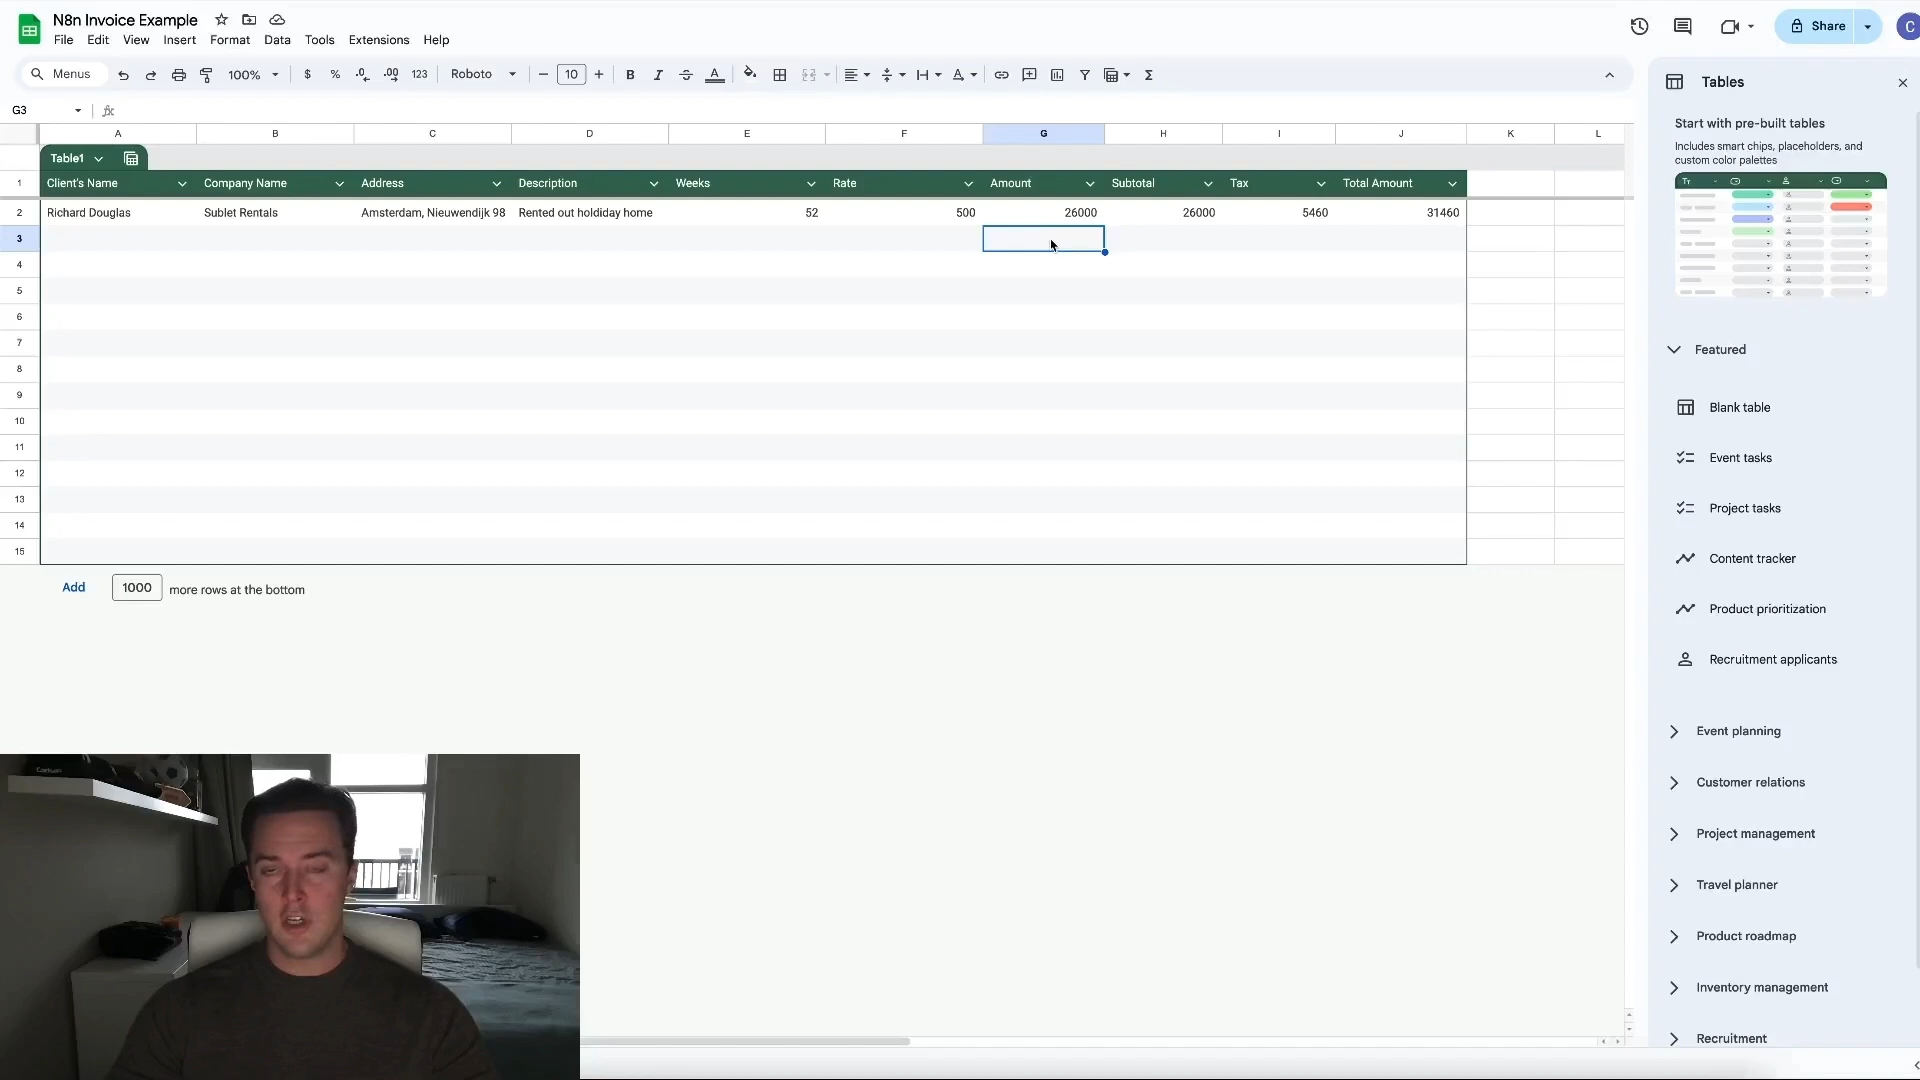 N8n Invoice Example
File Edit View Insert Format Data Tools Extensions Help
Share
C
Menus 100% $ % .0 .00 123 Roboto 10 B I S A Σ
G3 fx
A B C D E F G H I J K L
Table1
1 Client's Name Company Name Address Description Weeks Rate Amount Subtotal Tax Total Amount
2 Richard Douglas Sublet Rentals Amsterdam, Nieuwendijk 98 Rented out holdiday home 52 500 26000 26000 5460 31460
3
4
5
6
7
8
9
10
11
12
13
14
15
Add 1000 more rows at the bottom
Tables
Start with pre-built tables
Includes smart chips, placeholders, and
custom color palettes
Featured
Blank table
Event tasks
Project tasks
Content tracker
Product prioritization
Recruitment applicants
Event planning
Customer relations
Project management
Travel planner
Product roadmap
Inventory management
Recruitment